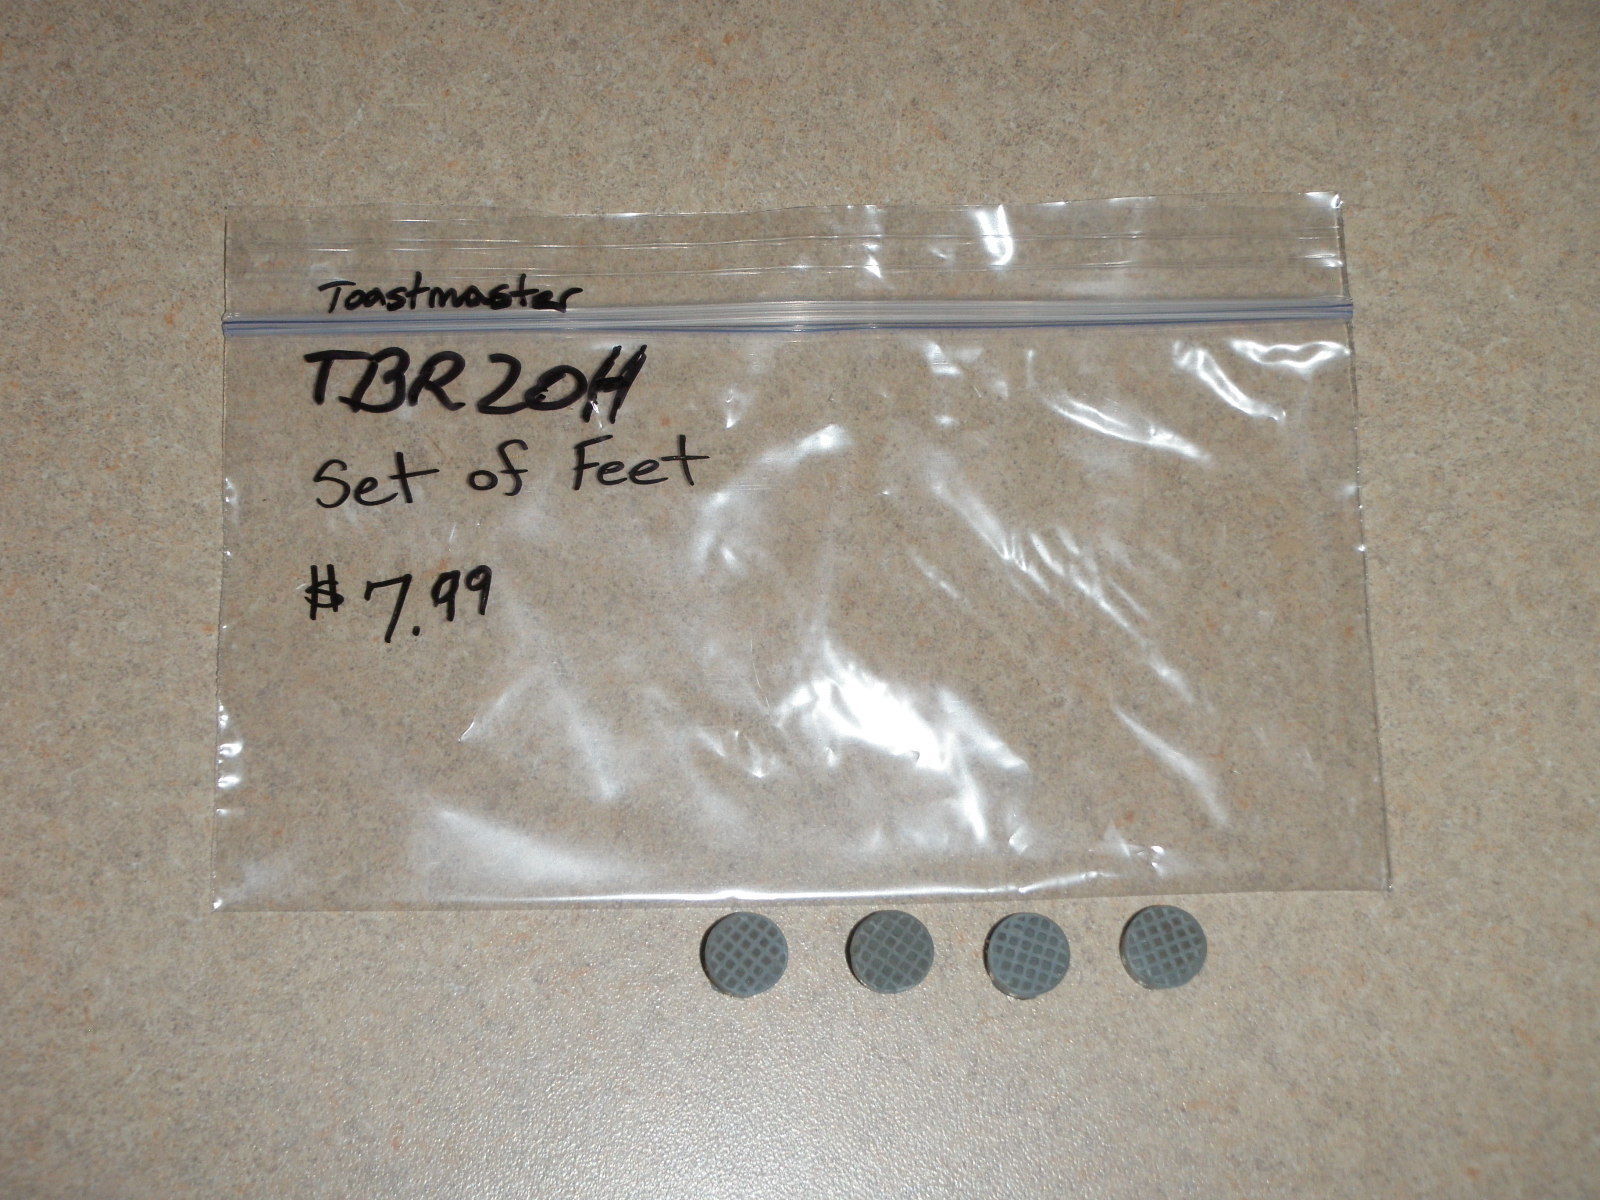 Toastmaster
TBR20H
Set of Feet
$7.99